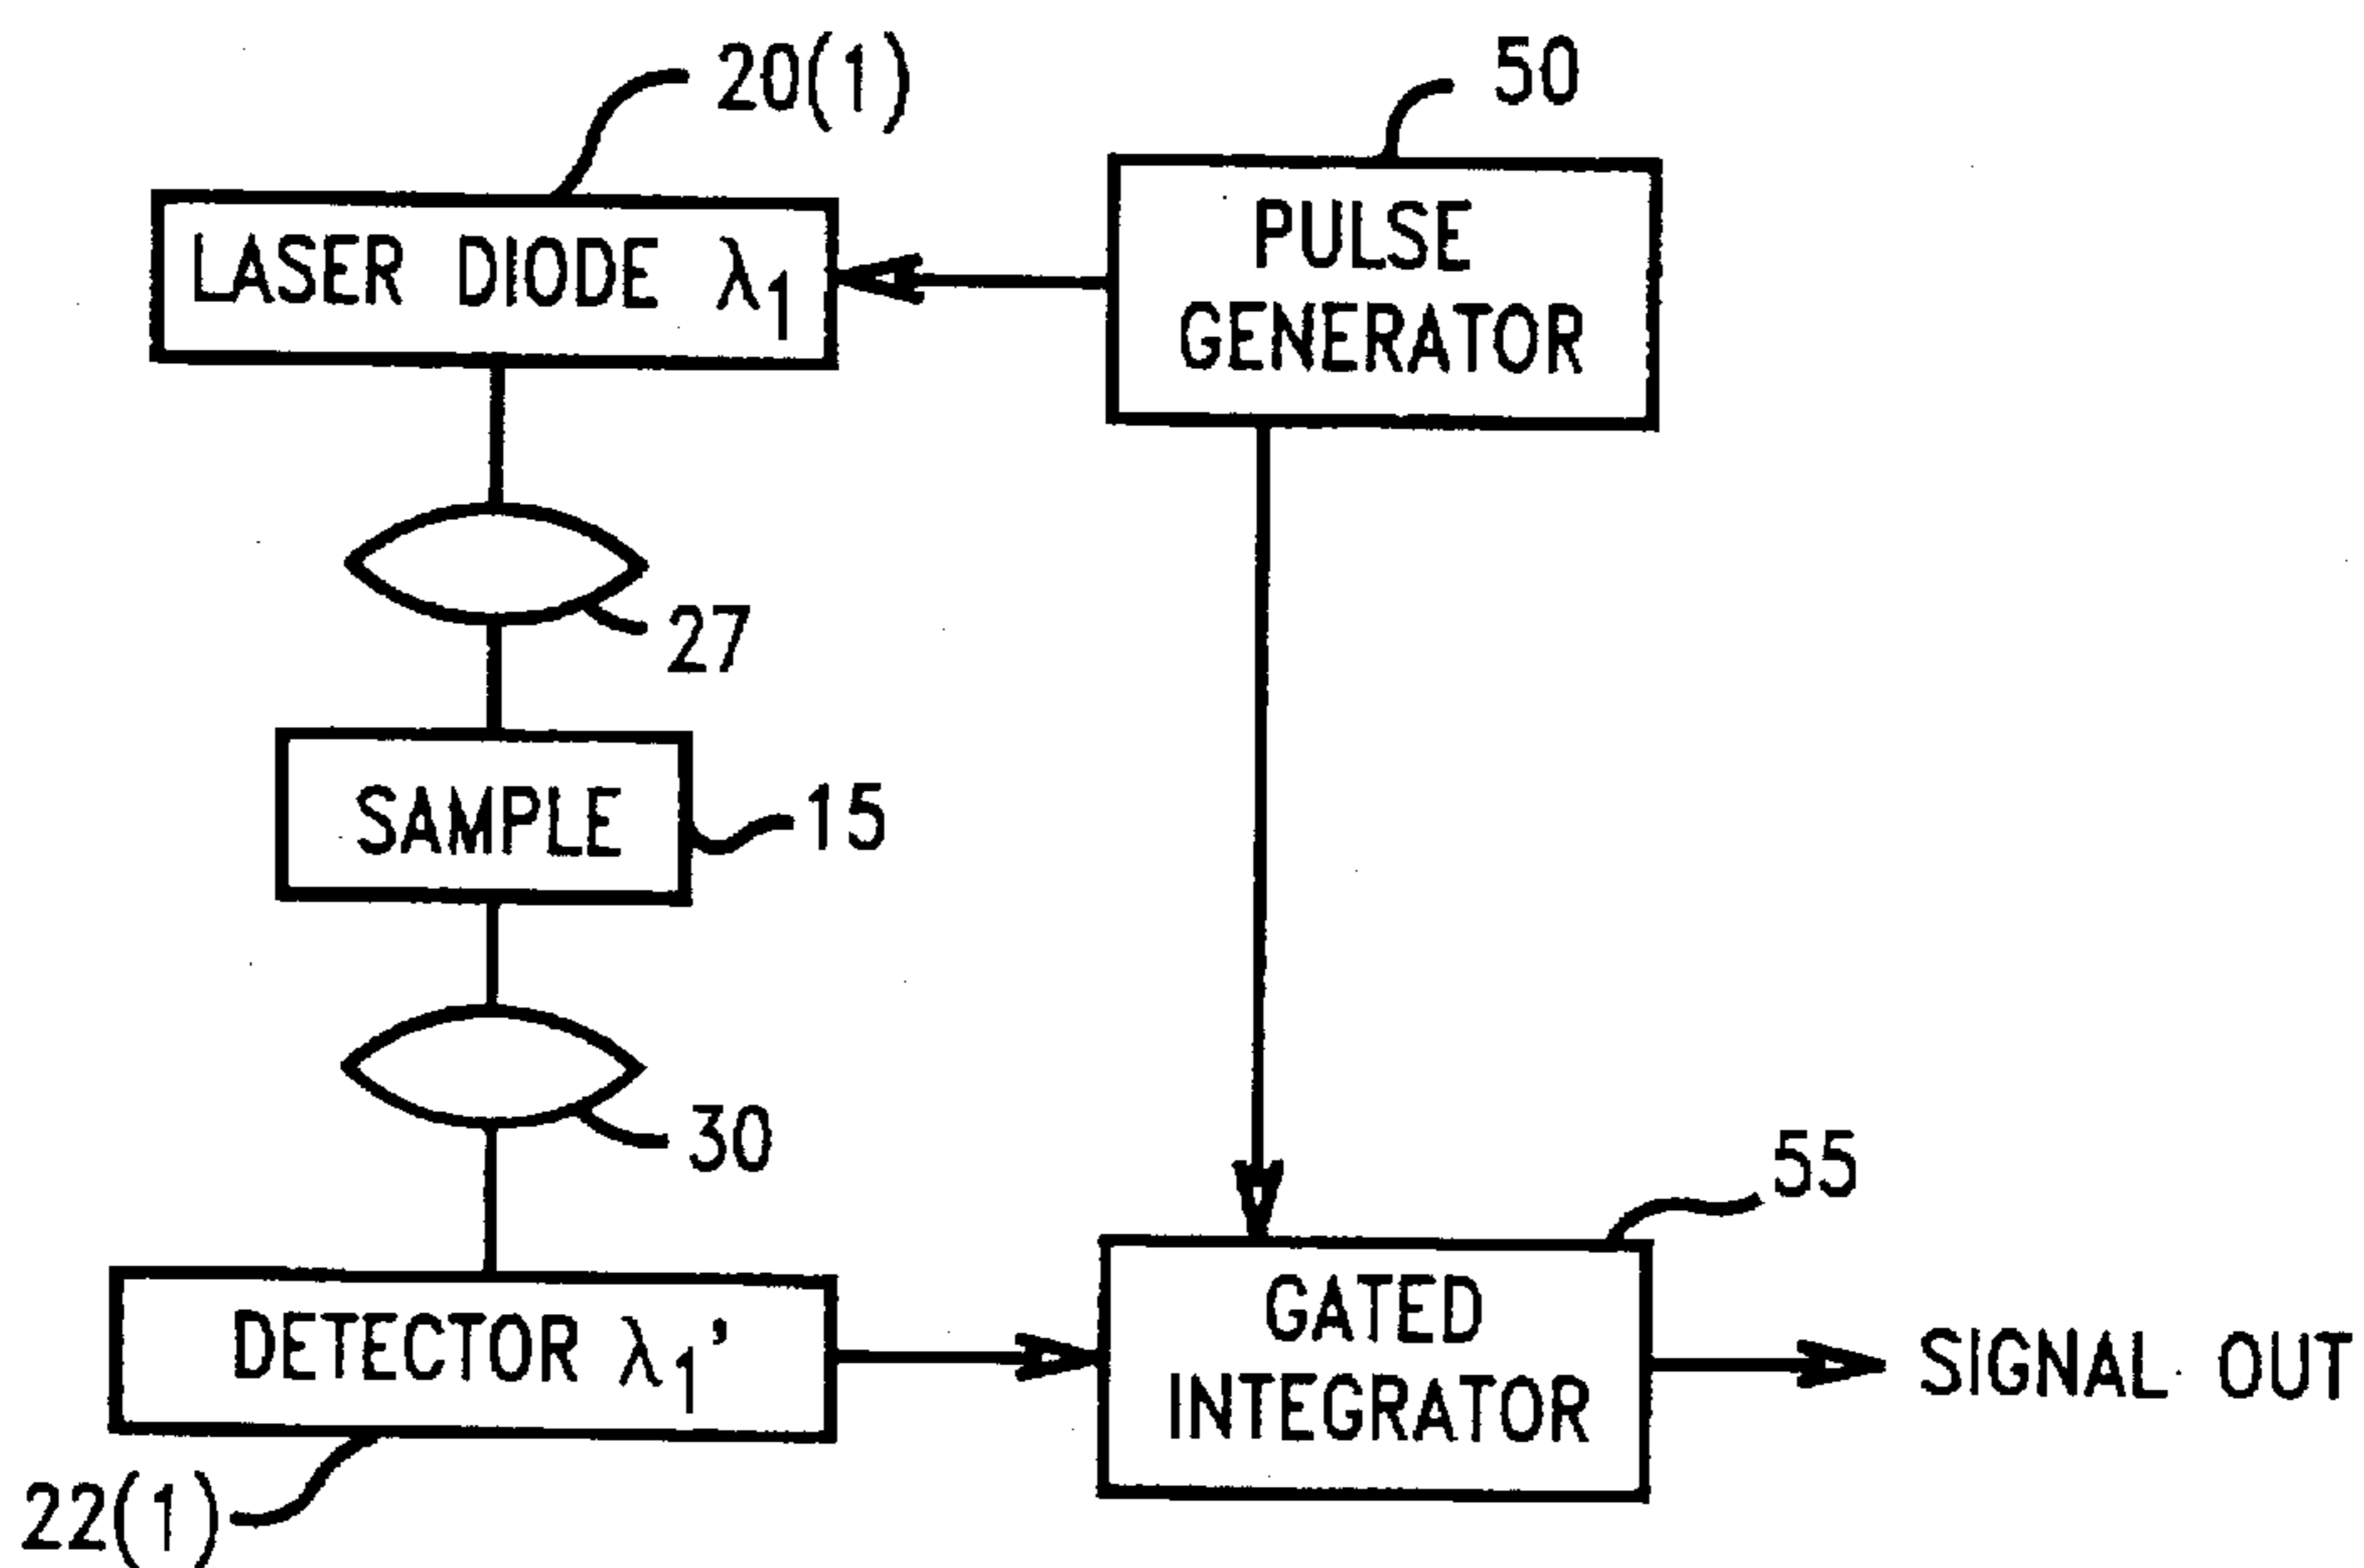 20(1)
50
LASER DIODE λ1
PULSE
GENERATOR
27
SAMPLE
15
30
55
DETECTOR λ1'
GATED
INTEGRATOR
SIGNAL OUT
22(1)